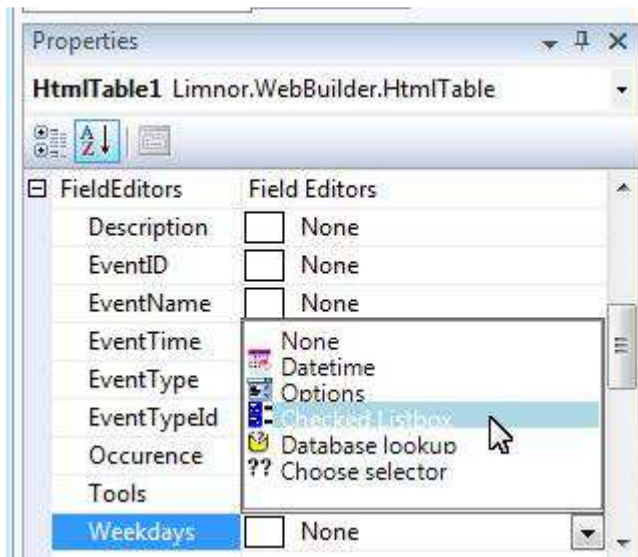 Properties
HtmlTable1 Limnor.WebBuilder.HtmlTable
FieldEditors Field Editors
Description None
EventID None
EventName None
EventTime
EventType
EventTypeId
Occurence
Tools
None
Datetime
Options
Checked Listbox
Database lookup
?? Choose selector
Weekdays None